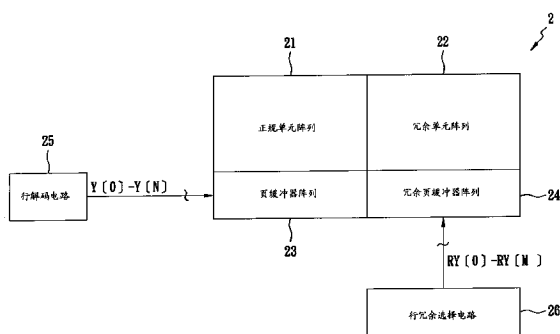 2
21
22
正规单元阵列
冗余单元阵列
25
行解码电路
Y〔0〕-Y〔N〕
页缓冲器阵列
冗余页缓冲器阵列
24
23
RY〔0〕-RY〔M 〕
行冗余选择电路
26